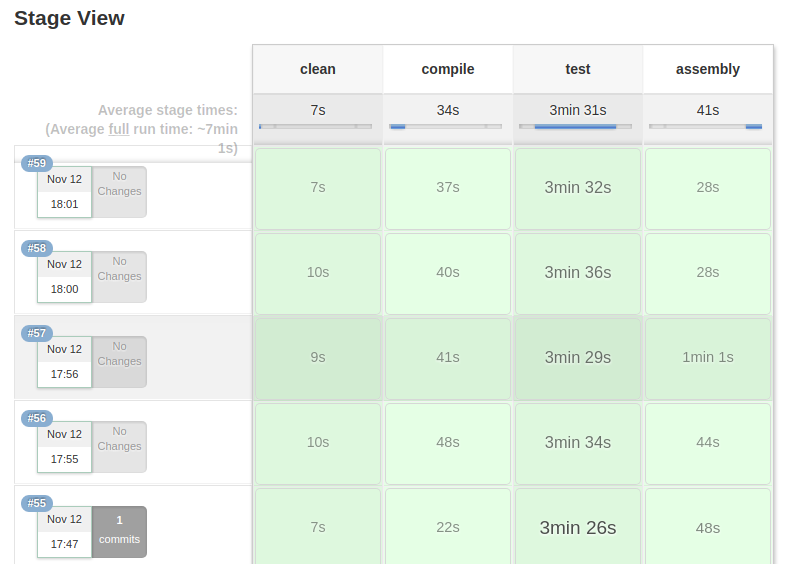 Stage View
clean compile test assembly
Average stage times:
(Average full run time: ~7min
1s)
7s 34s 3min 31s 41s
#59
Nov 12
18:01
No
Changes
7s 37s 3min 32s 28s
#58
Nov 12
18:00
No
Changes
10s 40s 3min 36s 28s
#57
Nov 12
17:56
No
Changes
9s 41s 3min 29s 1min 1s
#56
Nov 12
17:55
No
Changes
10s 48s 3min 34s 44s
#55
Nov 12
17:47
1
commits
7s 22s 3min 26s 48s